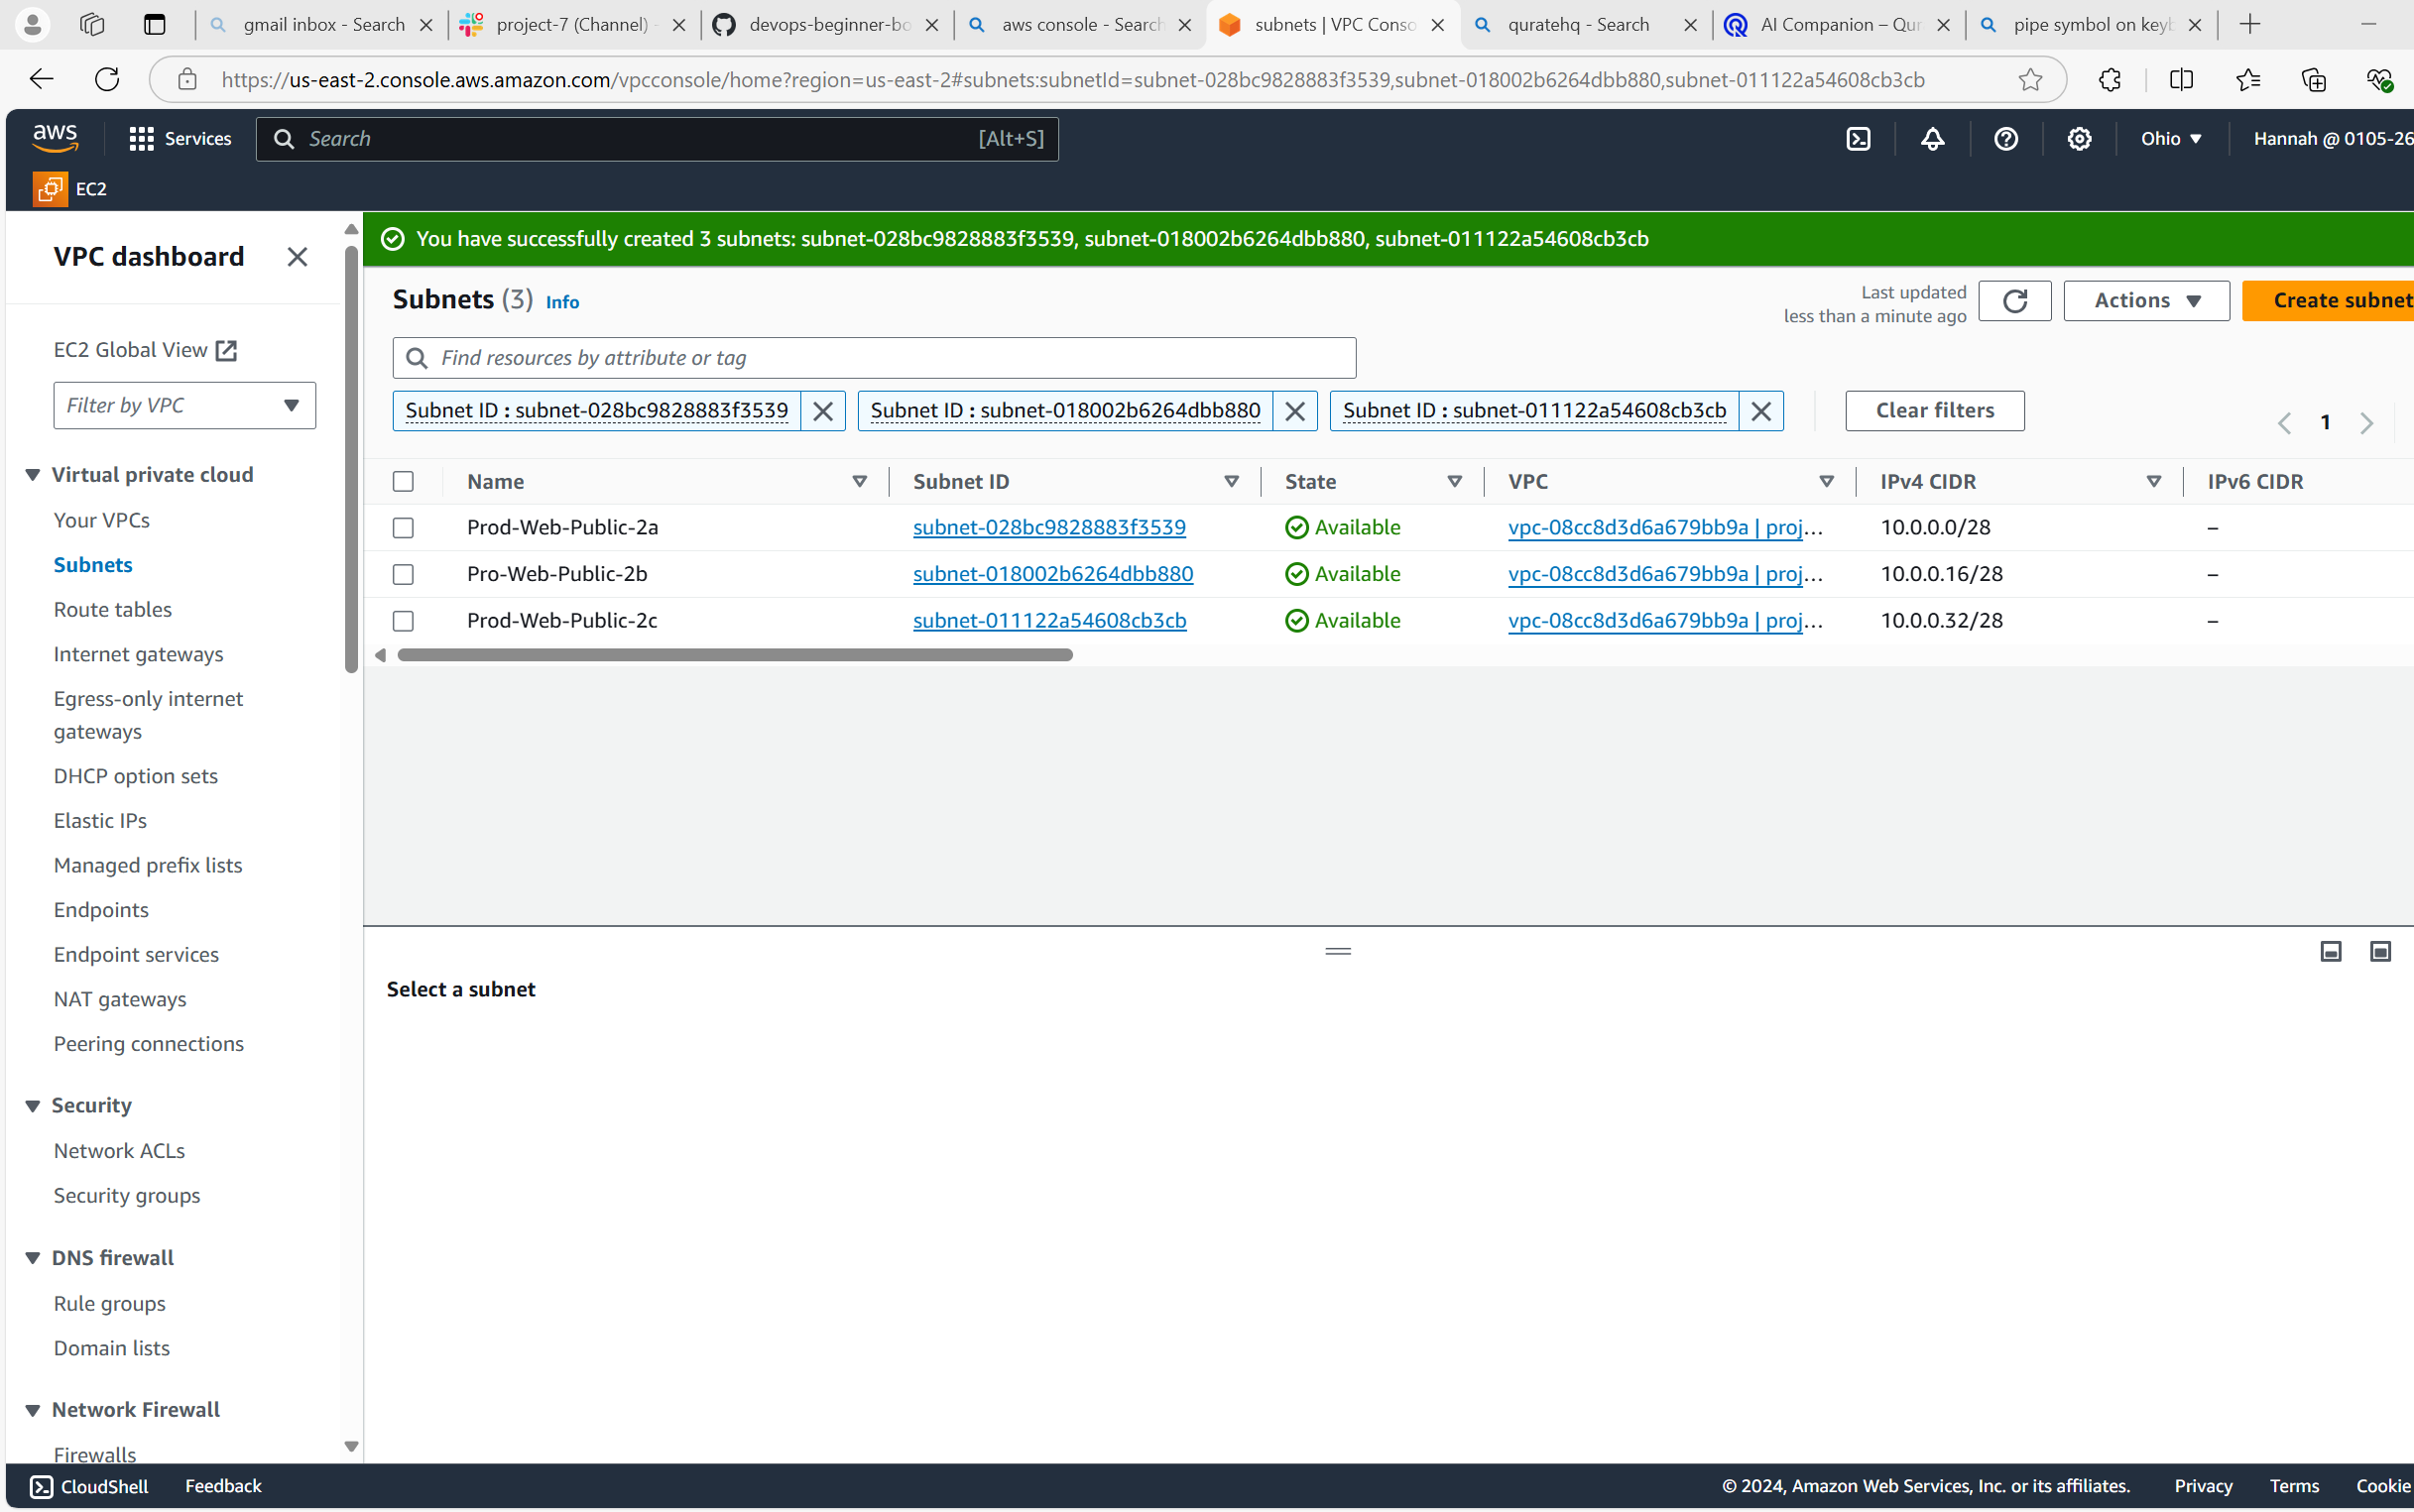 gmail inbox - Search
project-7 (Channel) -
devops-beginner-bo
aws console - Search
subnets | VPC Conso
quratehq - Search
AI Companion – Qur
pipe symbol on keyb
https://us-east-2.console.aws.amazon.com/vpcconsole/home?region=us-east-2#subnets:subnetId=subnet-028bc9828883f3539,subnet-018002b6264dbb880,subnet-011122a54608cb3cb
aws Services Search [Alt+S] Ohio Hannah @ 0105-26
EC2
You have successfully created 3 subnets: subnet-028bc9828883f3539, subnet-018002b6264dbb880, subnet-011122a54608cb3cb
VPC dashboard
EC2 Global View
Filter by VPC
Virtual private cloud
Your VPCs
Subnets
Route tables
Internet gateways
Egress-only internet
gateways
DHCP option sets
Elastic IPs
Managed prefix lists
Endpoints
Endpoint services
NAT gateways
Peering connections
Security
Network ACLs
Security groups
DNS firewall
Rule groups
Domain lists
Network Firewall
Firewalls
Subnets (3) Info
Last updated
less than a minute ago
Actions
Create subnet
Find resources by attribute or tag
Subnet ID : subnet-028bc9828883f3539 Subnet ID : subnet-018002b6264dbb880 Subnet ID : subnet-011122a54608cb3cb Clear filters
1
Name Subnet ID State VPC IPv4 CIDR IPv6 CIDR
Prod-Web-Public-2a subnet-028bc9828883f3539 Available vpc-08cc8d3d6a679bb9a | proj… 10.0.0.0/28 –
Pro-Web-Public-2b subnet-018002b6264dbb880 Available vpc-08cc8d3d6a679bb9a | proj… 10.0.0.16/28 –
Prod-Web-Public-2c subnet-011122a54608cb3cb Available vpc-08cc8d3d6a679bb9a | proj… 10.0.0.32/28 –
Select a subnet
CloudShell Feedback © 2024, Amazon Web Services, Inc. or its affiliates. Privacy Terms Cookie